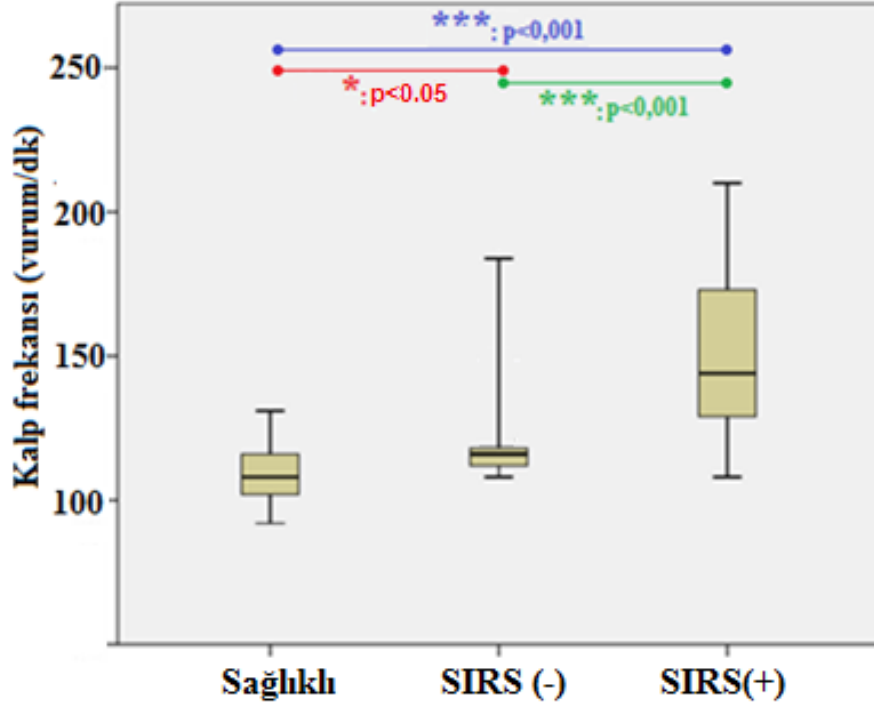 ***: p<0,001
*:p<0.05
***: p<0,001
Kalp frekansı (vurum/dk)
250
200
150
100
Sağlıklı SIRS (-) SIRS(+)